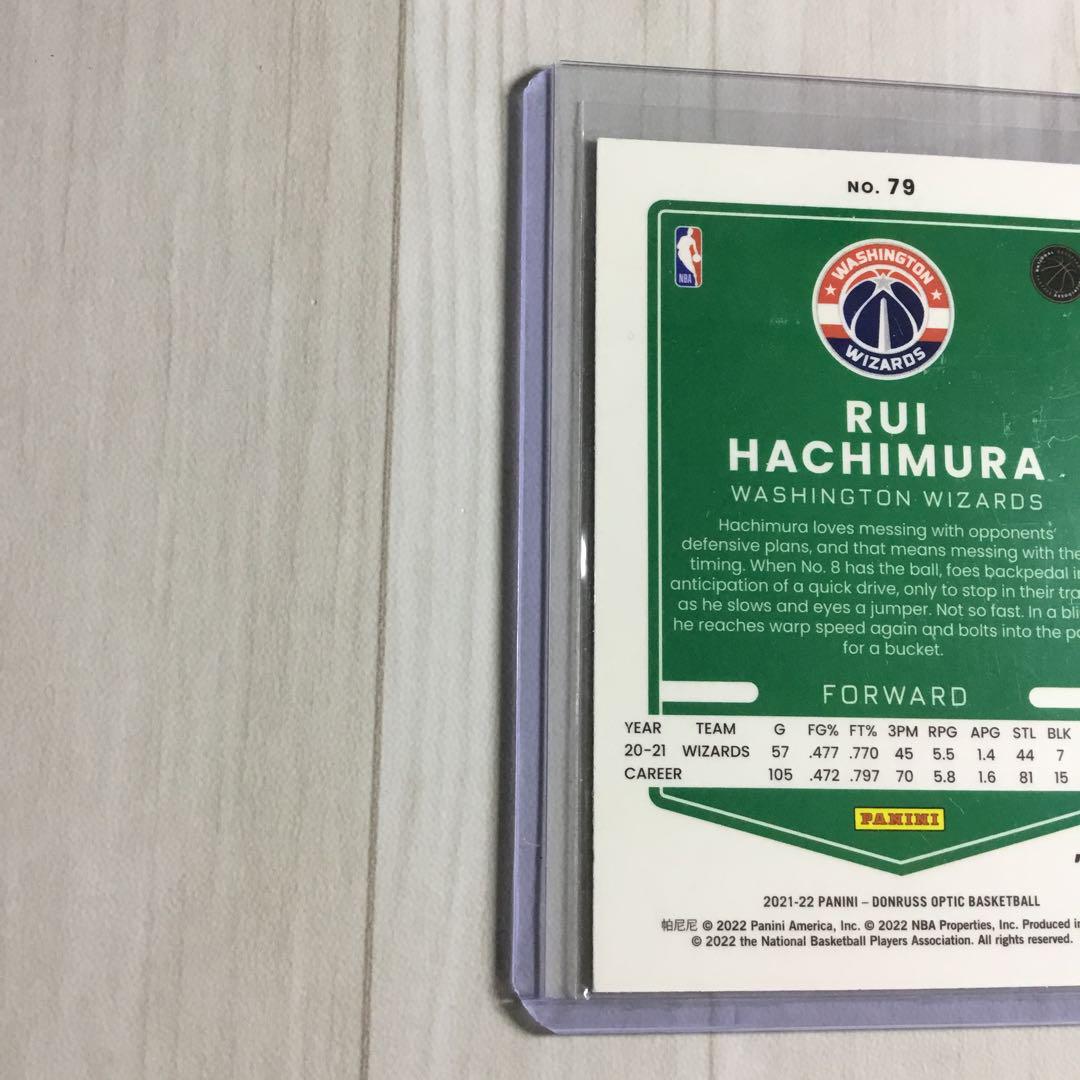 NO. 79
NBA
WASHINGTON
WIZARDS
RUI
HACHIMURA
WASHINGTON WIZARDS
Hachimura loves messing with opponents'
defensive plans, and that means messing with the
timing. When No. 8 has the ball, foes backpedal
anticipation of a quick drive, only to stop in their
as he slows and eyes a jumper. Not so fast. In a
he reaches warp speed again and bolts into the
for a bucket.
FORWARD
YEAR TEAM G FG% FT% 3PM RPG APG STL BLK
20-21 WIZARDS 57 .477 .770 45 5.5 1.4 44 7
CAREER 105 .472 .797 70 5.8 1.6 81 15
PANINI
2021-22 PANINI – DONRUSS OPTIC BASKETBALL
帕尼尼 © 2022 Panini America, Inc. © 2022 NBA Properties, Inc. Produced
© 2022 the National Basketball Players Association. All rights reserved.